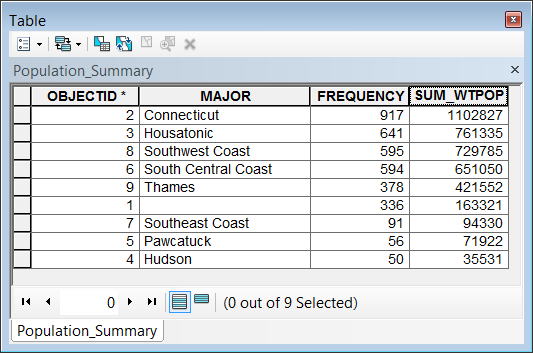 Table
Population_Summary
OBJECTID * MAJOR FREQUENCY SUM_WTPOP
2 Connecticut 917 1102827
3 Housatonic 641 761335
8 Southwest Coast 595 729785
6 South Central Coast 594 651050
9 Thames 378 421552
1 336 163321
7 Southeast Coast 91 94330
5 Pawcatuck 56 71922
4 Hudson 50 35531
0 (0 out of 9 Selected)
Population_Summary